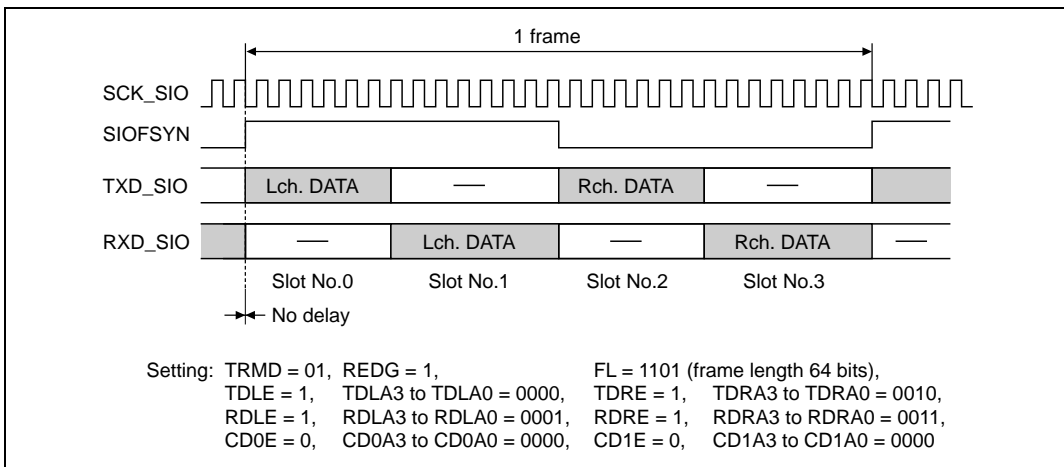 1 frame
SCK_SIO
SIOFSYN
TXD_SIO Lch. DATA — Rch. DATA —
RXD_SIO — Lch. DATA — Rch. DATA —
Slot No.0 Slot No.1 Slot No.2 Slot No.3
No delay
Setting: TRMD = 01, REDG = 1, FL = 1101 (frame length 64 bits),
TDLE = 1, TDLA3 to TDLA0 = 0000, TDRE = 1, TDRA3 to TDRA0 = 0010,
RDLE = 1, RDLA3 to RDLA0 = 0001, RDRE = 1, RDRA3 to RDRA0 = 0011,
CD0E = 0, CD0A3 to CD0A0 = 0000, CD1E = 0, CD1A3 to CD1A0 = 0000